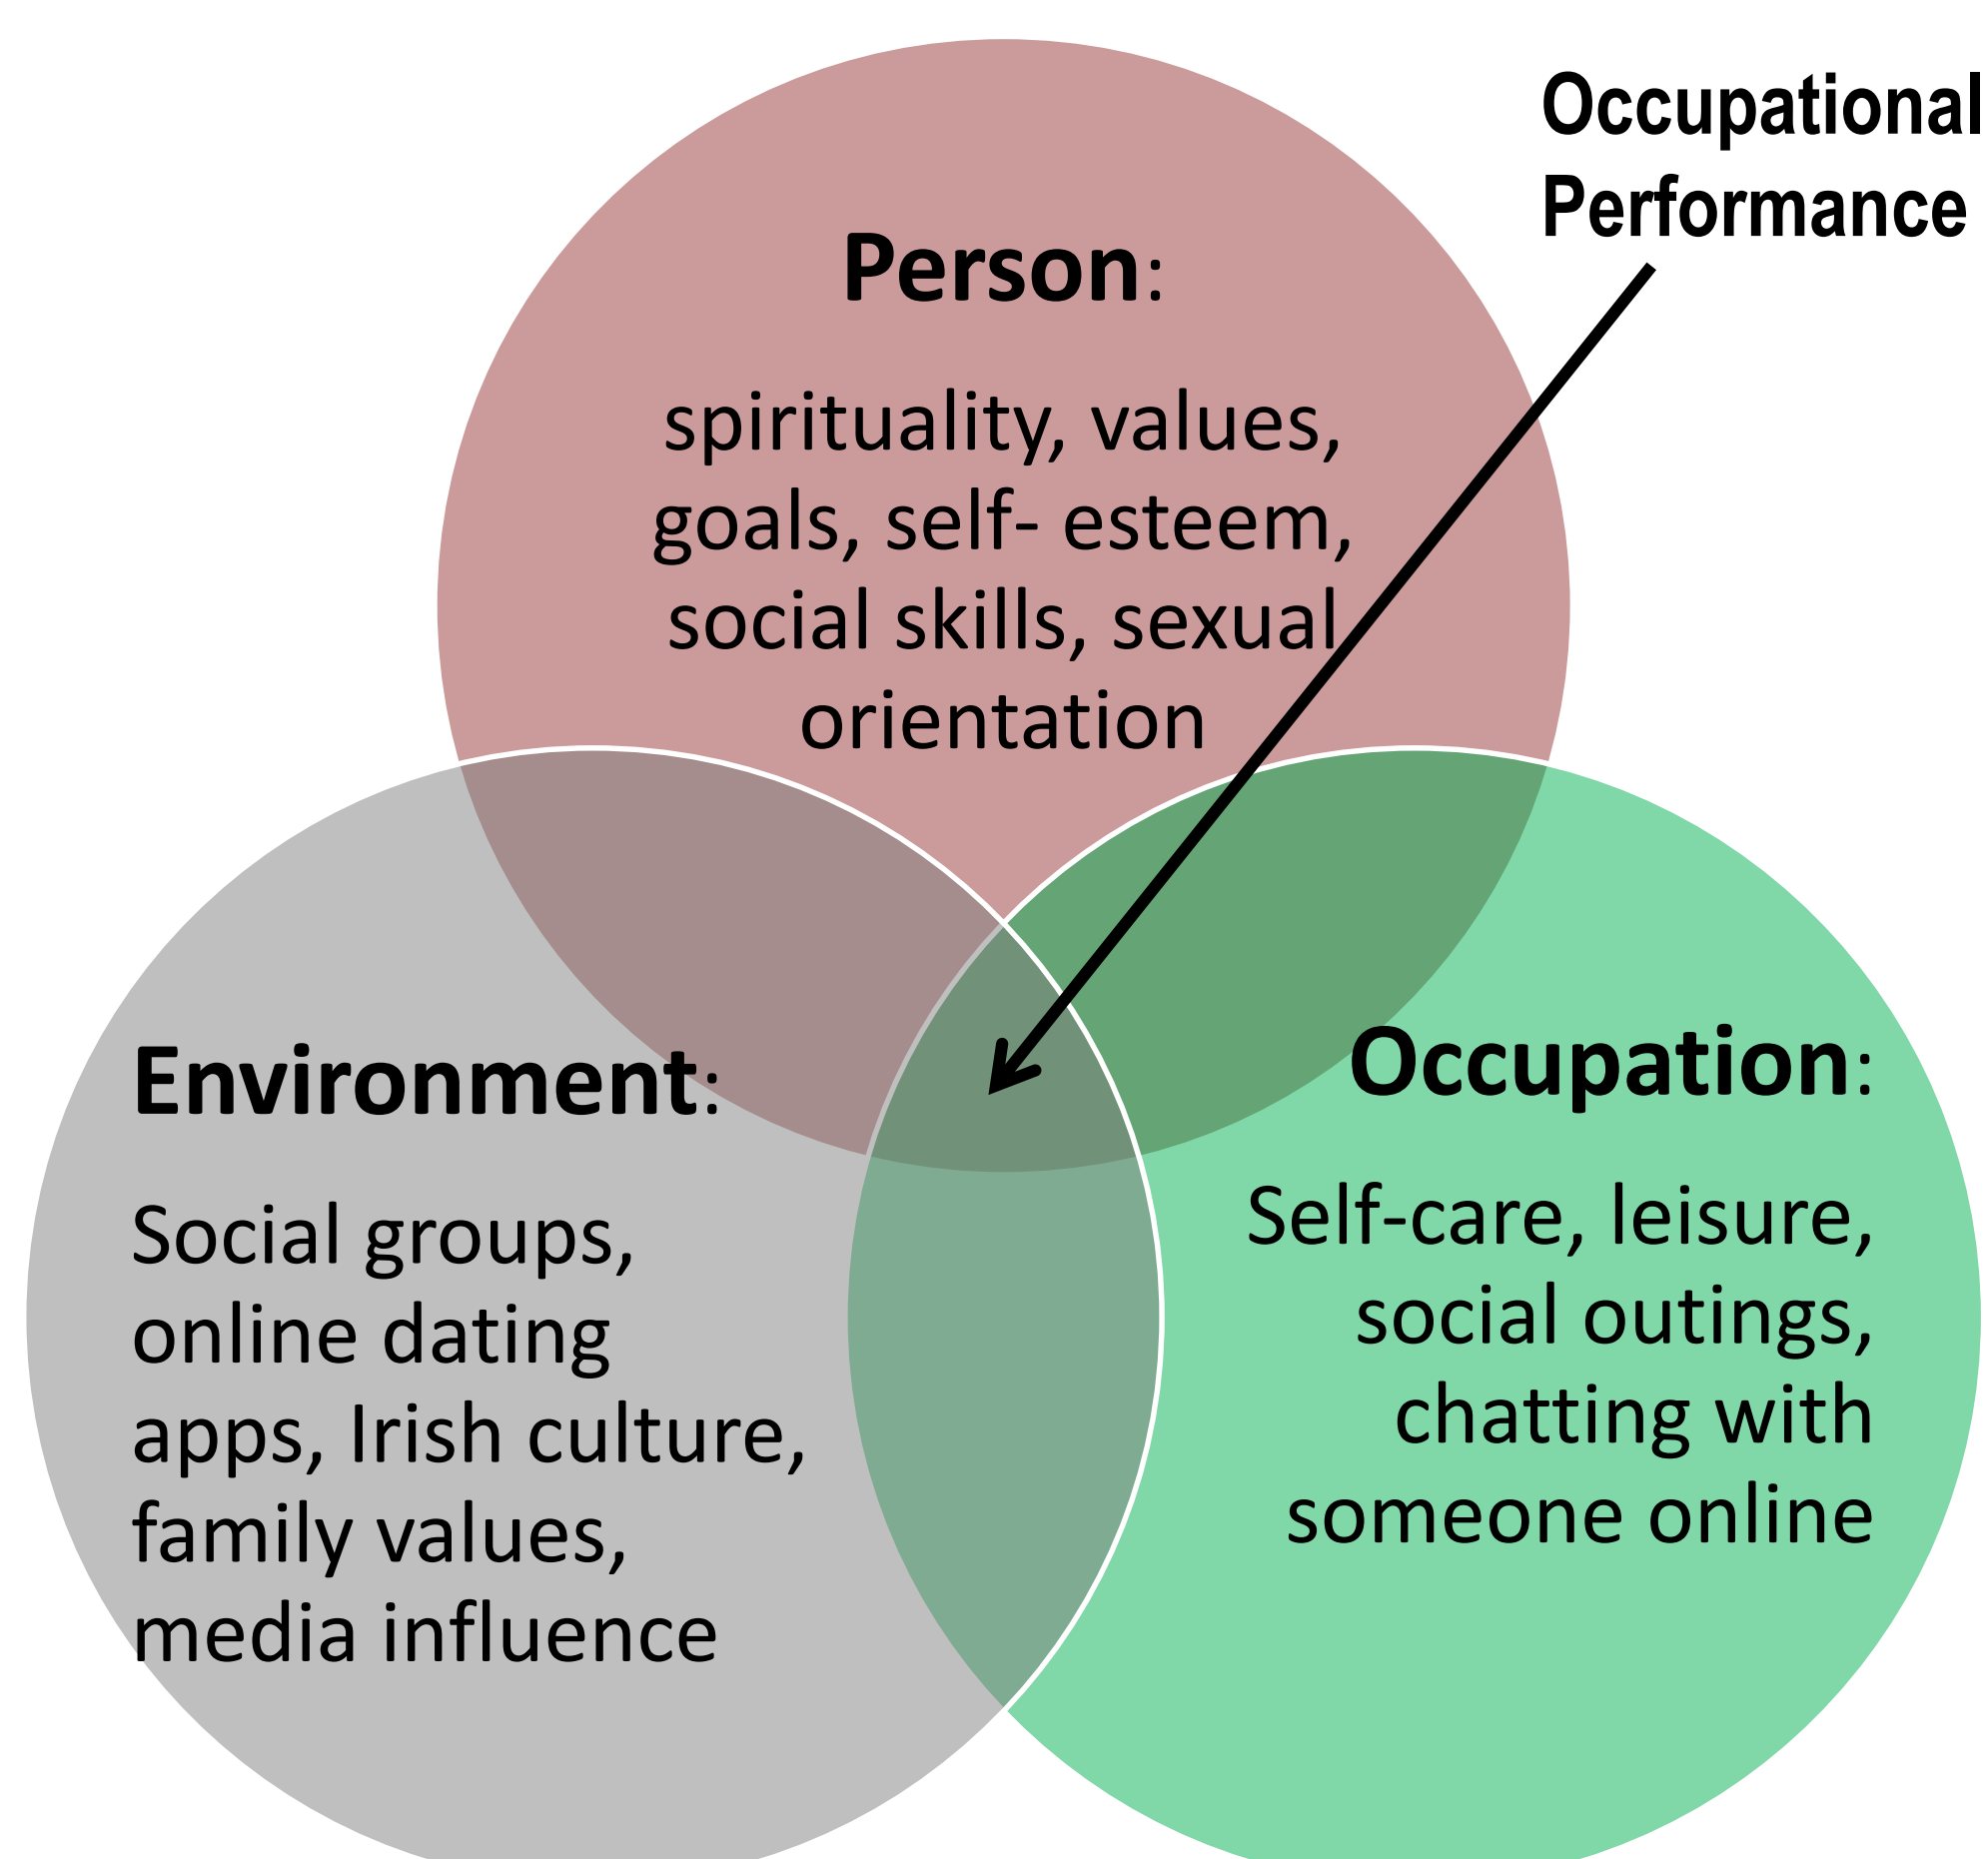 Occupational
Performance
Person:
spirituality, values,
goals, self- esteem,
social skills, sexual
orientation
Environment:
Social groups,
online dating
apps, Irish culture,
family values,
media influence
Occupation:
Self-care, leisure,
social outings,
chatting with
someone online